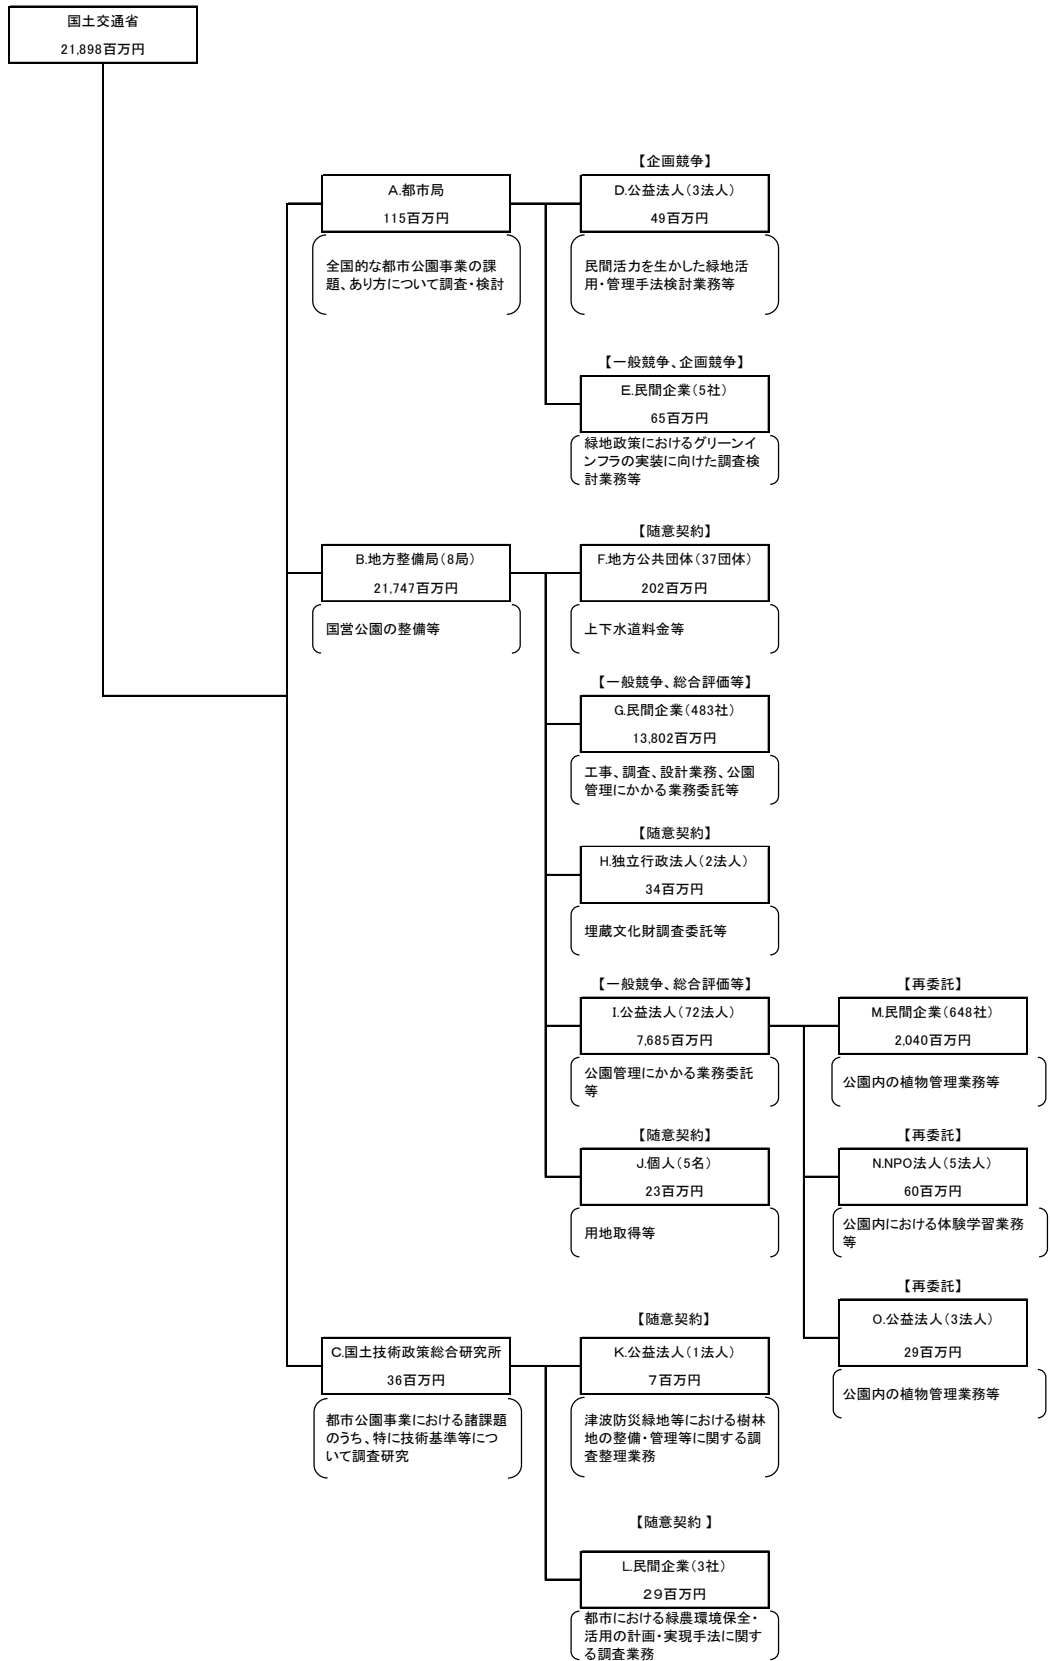 国土交通省
21,898百万円
A.都市局
115百万円
全国的な都市公園事業の課
題、あり方について調査・検討
【企画競争】
D.公益法人(3法人)
49百万円
民間活力を生かした緑地活
用・管理手法検討業務等
【一般競争、企画競争】
E.民間企業(5社)
65百万円
緑地政策におけるグリーンイ
ンフラの実装に向けた調査検
討業務等
B.地方整備局(8局)
21,747百万円
国営公園の整備等
【随意契約】
F.地方公共団体(37団体)
202百万円
上下水道料金等
【一般競争、総合評価等】
G.民間企業(483社)
13,802百万円
工事、調査、設計業務、公園
管理にかかる業務委託等
【随意契約】
H.独立行政法人(2法人)
34百万円
埋蔵文化財調査委託等
【一般競争、総合評価等】
I.公益法人(72法人)
7,685百万円
公園管理にかかる業務委託
等
【再委託】
M.民間企業(648社)
2,040百万円
公園内の植物管理業務等
【随意契約】
J.個人(5名)
23百万円
用地取得等
【再委託】
N.NPO法人(5法人)
60百万円
公園内における体験学習業務
等
【再委託】
O.公益法人(3法人)
29百万円
公園内の植物管理業務等
C.国土技術政策総合研究所
36百万円
都市公園事業における諸課題
のうち、特に技術基準等につ
いて調査研究
【随意契約】
K.公益法人(1法人)
7百万円
津波防災緑地等における樹林
地の整備・管理等に関する調
査整理業務
【随意契約 】
L.民間企業(3社)
29百万円
都市における緑農環境保全・
活用の計画・実現手法に関す
る調査業務